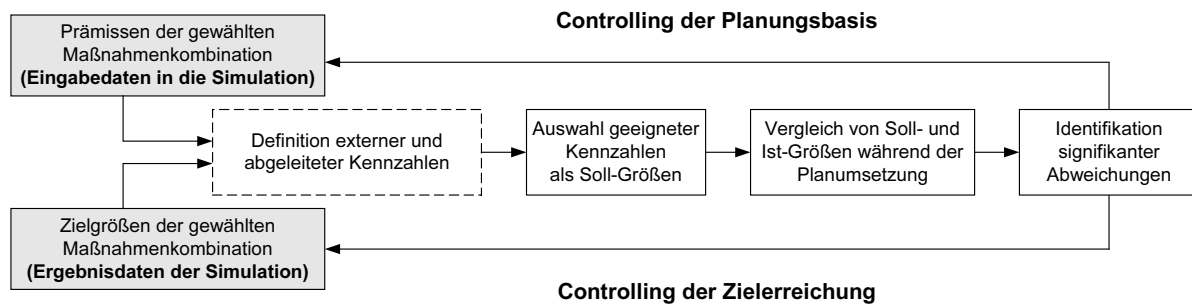 Controlling der Planungsbasis
Prämissen der gewählten
Maßnahmenkombination
(Eingabedaten in die Simulation)
Definition externer und
abgeleiteter Kennzahlen
Auswahl geeigneter
Kennzahlen
als Soll-Größen
Vergleich von Soll- und
Ist-Größen während der
Planumsetzung
Identifikation
signifikanter
Abweichungen
Zielgrößen der gewählten
Maßnahmenkombination
(Ergebnisdaten der Simulation)
Controlling der Zielerreichung